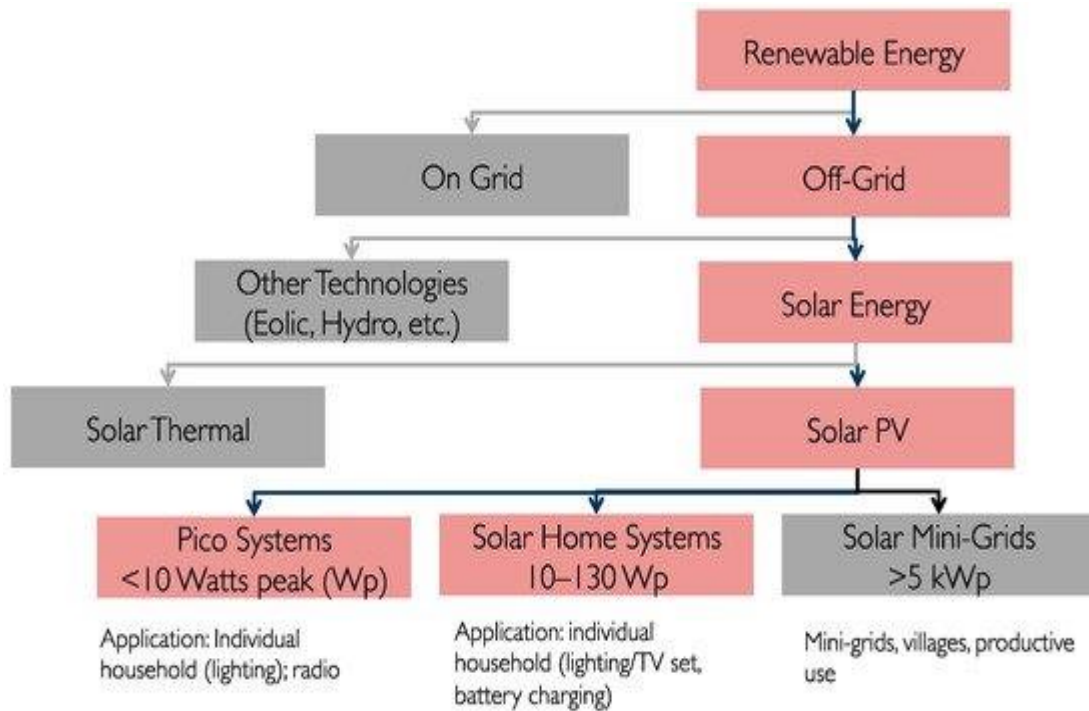 Renewable Energy
On Grid
Off-Grid
Other Technologies
(Eolic, Hydro, etc.)
Solar Energy
Solar Thermal
Solar PV
Pico Systems
<10 Watts peak (Wp)
Solar Home Systems
10–130 Wp
Solar Mini-Grids
>5 kWp
Application: Individual
household (lighting); radio
Application: individual
household (lighting/TV set,
battery charging)
Mini-grids, villages, productive
use